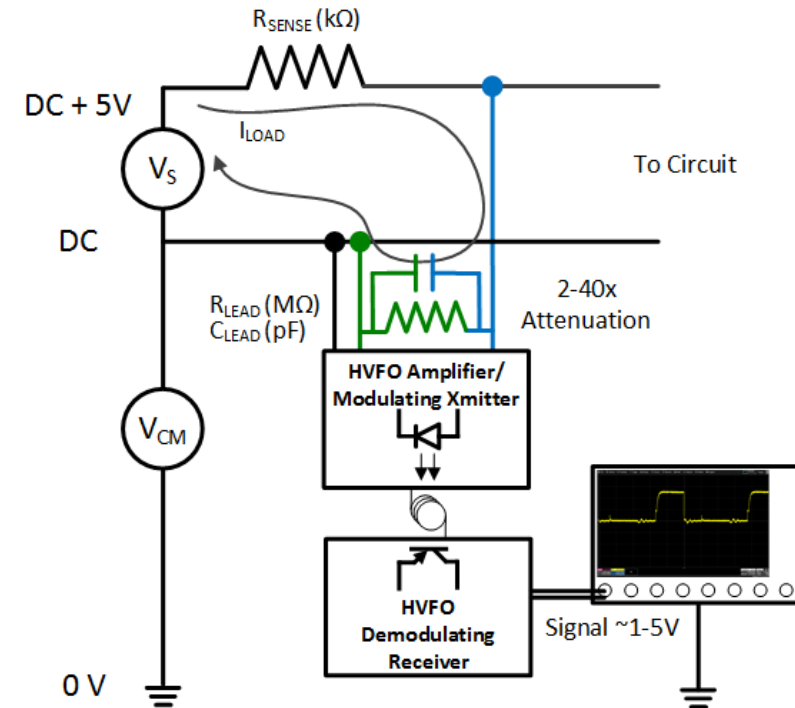 RSENSE (kΩ)
DC + 5V
ILOAD
VS
To Circuit
DC
RLEAD (MΩ)
CLEAD (pF)
2-40x
Attenuation
HVFO Amplifier/
Modulating Xmitter
VCM
HVFO
Demodulating
Receiver
Signal ~1-5V
0 V